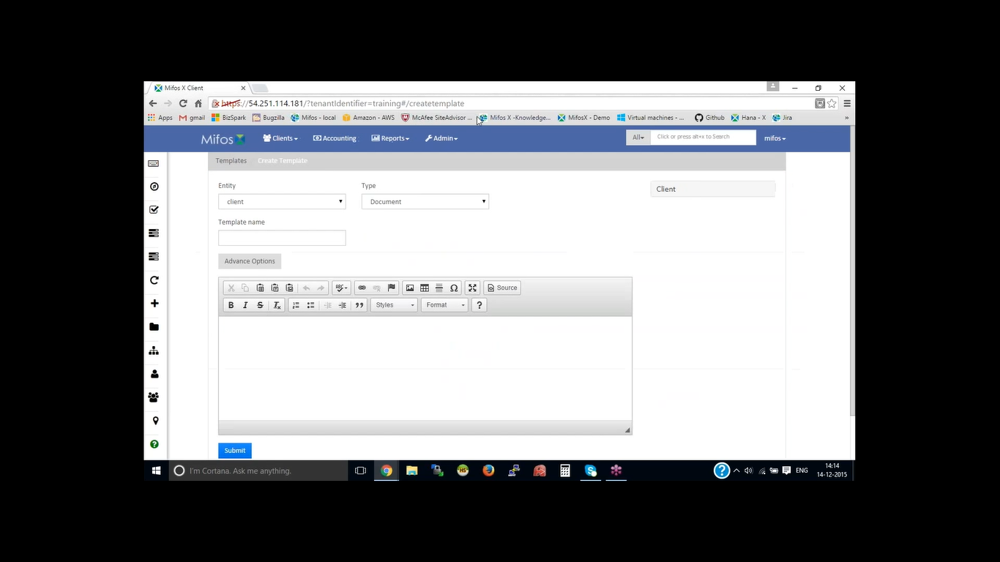 Mifos X Client
https://54.251.114.181/?tenantIdentifier=training#/createtemplate
Apps gmail BizSpark Bugzilla Mifos - local Amazon - AWS McAfee SiteAdvisor ... Mifos X -Knowledge... MifosX - Demo Virtual machines - ... Github Hana - X Jira »
Mifos Clients Accounting Reports Admin All Click or press alt+x to Search mifos
Templates Create Template
Entity Type
Client
client Document
Template name
Advance Options
Source
B I S Tx Styles Format ?
Submit
I'm Cortana. Ask me anything. HS ? ENG
14:14
14-12-2015